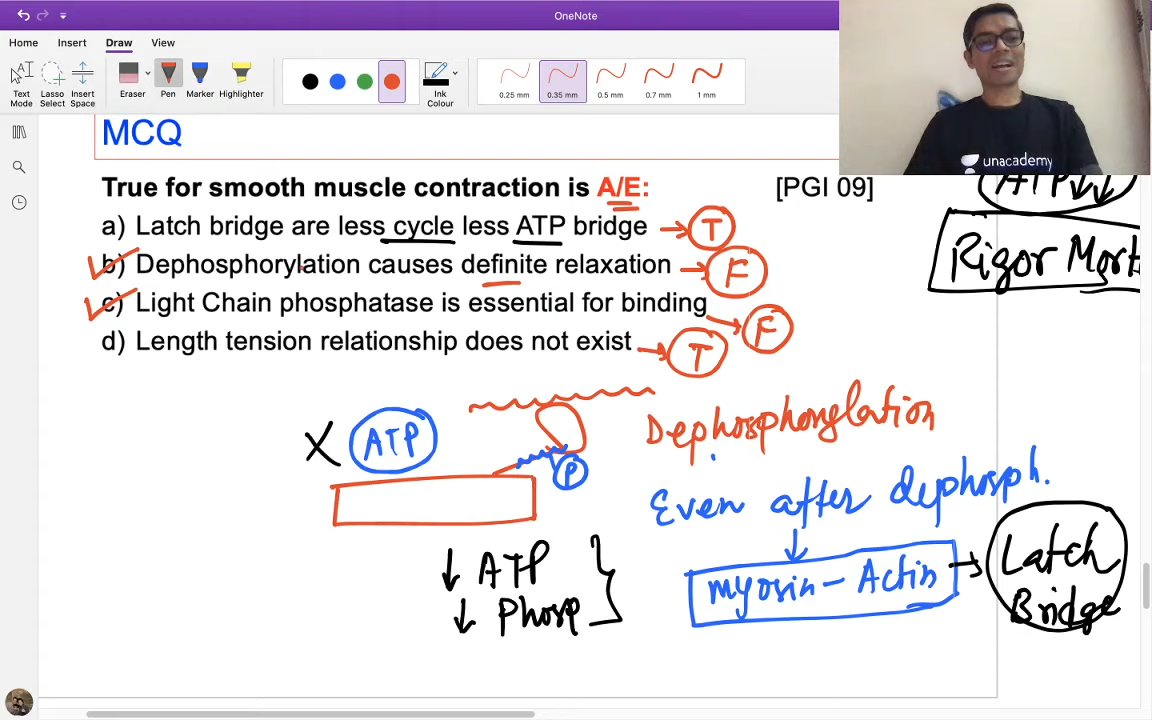 OneNote
Home Insert Draw View
Text Mode
Lasso Select
Insert Space
Eraser
Pen
Marker
Highlighter
Ink Colour
0.25 mm
0.35 mm
0.5 mm
0.7 mm
1 mm
unacademy
MCQ
True for smooth muscle contraction is A/E: [PGI 09]
a) Latch bridge are less cycle less ATP bridge → T
b) Dephosphorylation causes definite relaxation → F
c) Light Chain phosphatase is essential for binding → F
d) Length tension relationship does not exist → T
ATP↓↓
Rigor Mort
X ATP
P
Dephosphorylation
Even after dephosph.
↓ ATP
↓ Phosp
Myosin - Actin → Latch Bridge